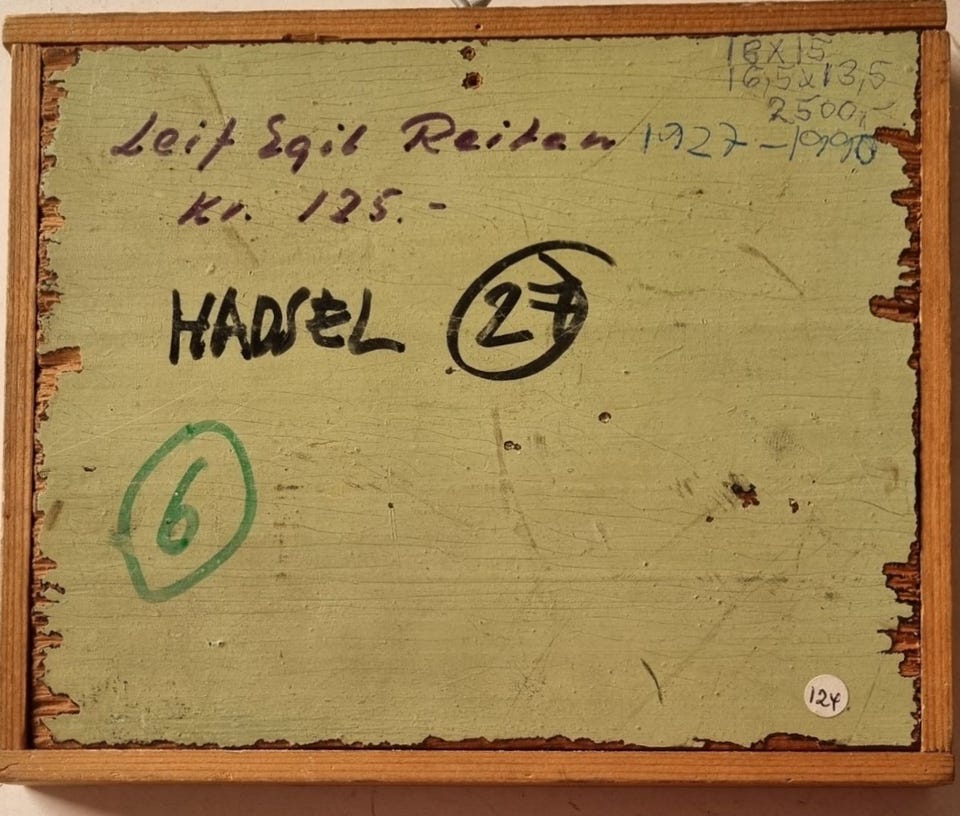 18x15
16,5x13,5
2500,-
Leif Egil Reitan 1927-1990
Kr. 125.-
HADSEL 27
6
124